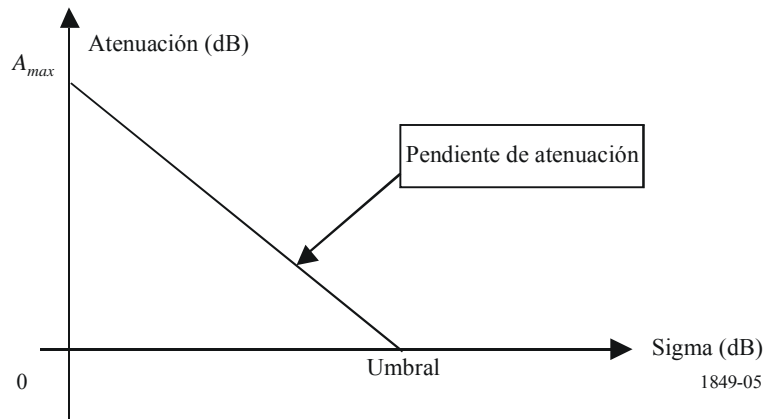 Atenuación (dB)
A_max
Pendiente de atenuación
Sigma (dB)
Umbral
0
1849-05